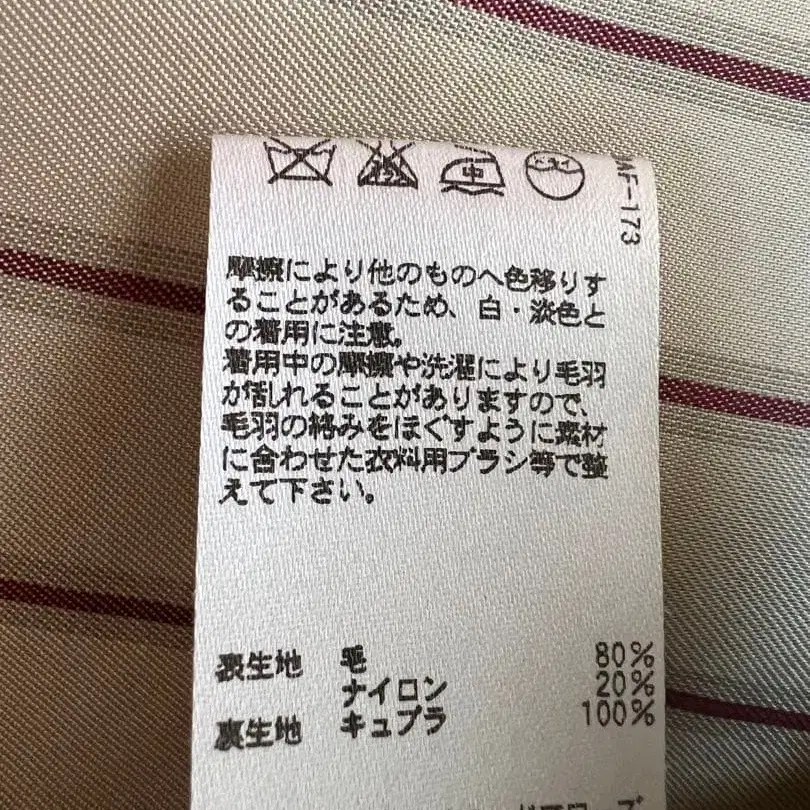 中
ドライ
MF-173
摩擦により他のものへ色移りす
ることがあるため、白・淡色と
の着用に注意。
着用中の摩擦や洗濯により毛羽
が乱れることがありますので、
毛羽の絡みをほぐすように素材
に合わせた衣料用ブラシ等で整
えて下さい。
表生地 毛 80%
ナイロン 20%
裏生地 キュプラ 100%